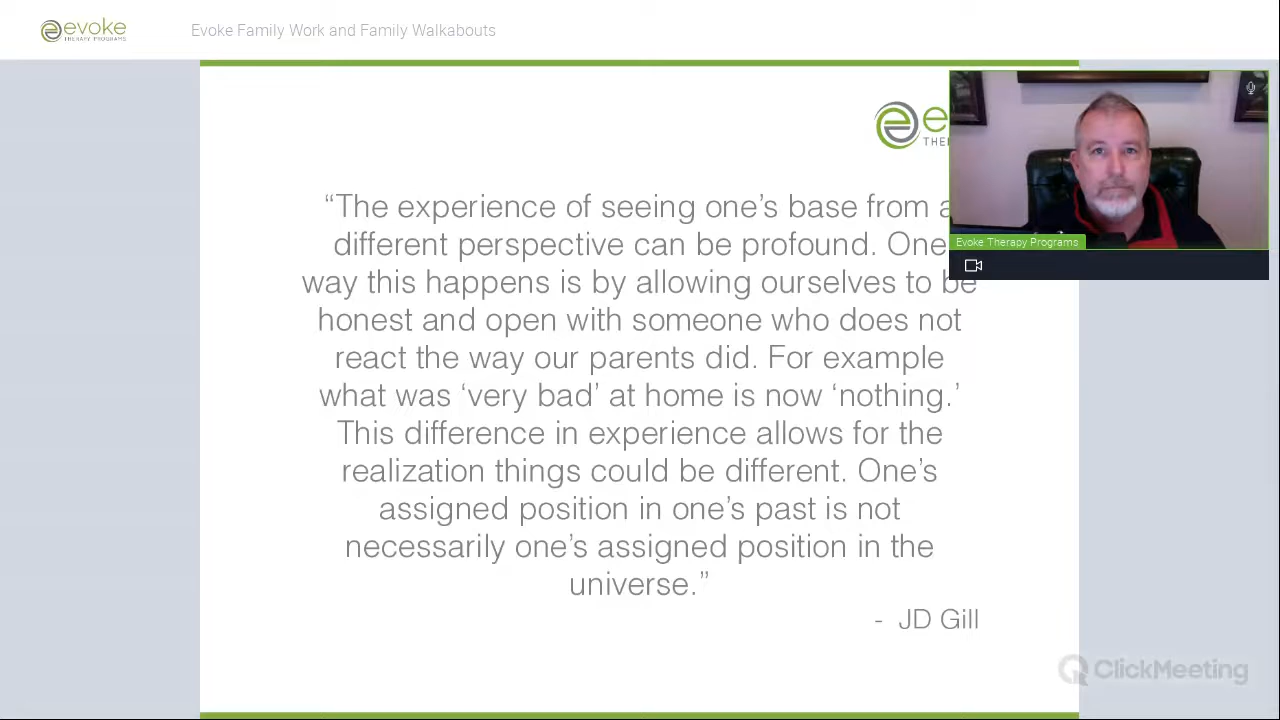 evoke
THERAPY PROGRAMS
Evoke Family Work and Family Walkabouts
e
THE
“The experience of seeing one’s base from a
different perspective can be profound. One
way this happens is by allowing ourselves to be
honest and open with someone who does not
react the way our parents did. For example
what was ‘very bad’ at home is now ‘nothing.’
This difference in experience allows for the
realization things could be different. One’s
assigned position in one’s past is not
necessarily one’s assigned position in the
universe.”
- JD Gill
Evoke Therapy Programs
ClickMeeting